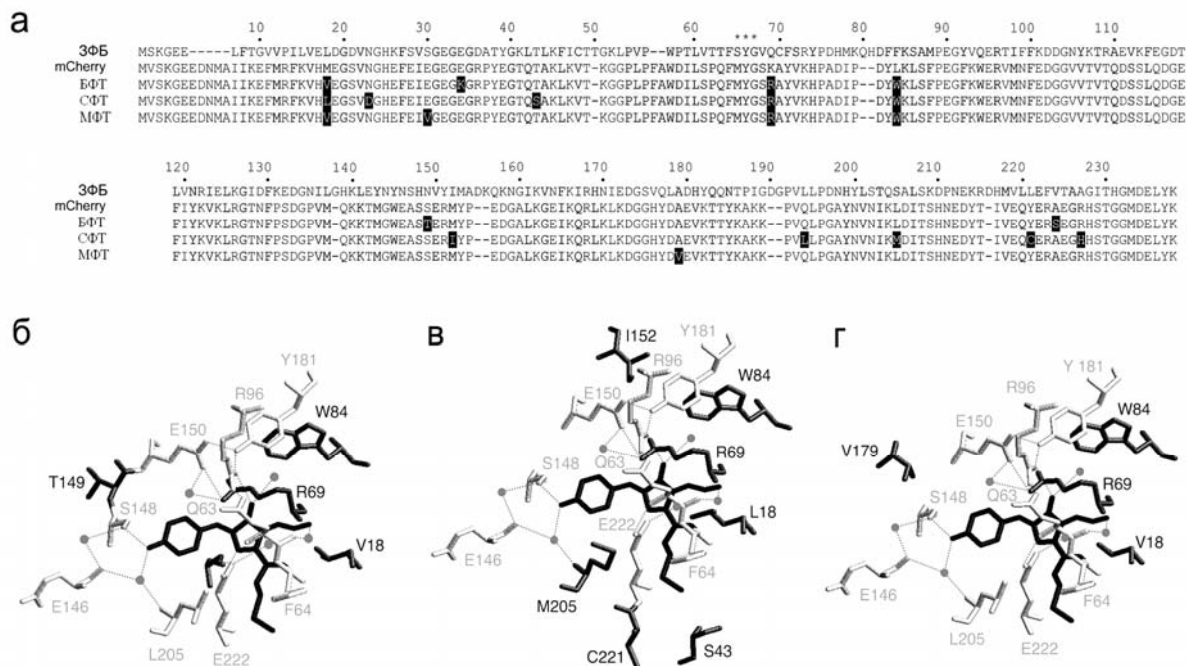 а
10 20 30 40 50 60 *** 70 80 90 100 110
ЗФБ MSKGEE-----LFTGVVPILVELDGDVNGHKFSVSGEGEGDATYGKLTLKFICTTGKLPVP--WPTLVTTFSYGVQCFSRYPDHMKQHDFFKSAMPEGYVQERTIFFKDDGNYKTRAEVKFEGDT
mCherry MVSKGEEDNMAIIKEFMRFKVHMEGSVNGHEFEIEGEGEGRPYEGTQTAKLKVT-KGGPLPFAWDILSPQFMYGSKAYVKHPADIP--DYLKLSFPEGFKWERVMNFEDGGVVTVTQDSSLQDGE
БФТ MVSKGEEDNMAIIKEFMRFKVHVEGSVNGHEFEIEGEGKGRPYEGTQTAKLKVT-KGGPLPFAWDILSPQFMYGSRAYVKHPADIP--DYWKLSFPEGFKWERVMNFEDGGVVTVTQDSSLQDGE
СФТ MVSKGEEDNMAIIKEFMRFKVHLEGSVDGHEFEIEGEGEGRPYEGTQSAKLKVT-KGGPLPFAWDILSPQFMYGSRAYVKHPADIP--DYWKLSFPEGFKWERVMNFEDGGVVTVTQDSSLQDGE
МФТ MVSKGEEDNMAIIKEFMRFKVHVEGSVNGHEFEIVGEGEGRPYEGTQTAKLKVT-KGGPLPFAWDILSPQFMYGSRAYVKHPADIP--DYWKLSFPEGFKWERVMNFEDGGVVTVTQDSSLQDGE
120 130 140 150 160 170 180 190 200 210 220 230
ЗФБ LVNRIELKGIDFKEDGNILGHKLEYNYNSHNVYIMADKQKNGIKVNFKIRHNIEDGSVQLADHYQQNTPIGDGPVLLPDNHYLSTQSALSKDPNEKRDHMVLLEFVTAAGITHGMDELYK
mCherry FIYKVKLRGTNFPSDGPVM-QKKTMGWEASSERMYP--EDGALKGEIKQRLKLKDGGHYDAEVKTTYKAKK--PVQLPGAYNVNIKLDITSHNEDYT-IVEQYERAEGRHSTGGMDELYK
БФТ FIYKVKLRGTNFPSDGPVM-QKKTMGWEASTERMYP--EDGALKGEIKQRLKLKDGGHYDAEVKTTYKAKK--PVQLPGAYNVNIKLDITSHNEDYT-IVEQYERSEGRHSTGGMDELYK
СФТ FIYKVKLRGTNFPSDGPVM-QKKTMGWEASSERIYP--EDGALKGEIKQRLKLKDGGHYDAEVKTTYKAKK--PVLLPGAYNVNIKMDITSHNEDYT-IVEQCERAEGHHSTGGMDELYK
МФТ FIYKVKLRGTNFPSDGPVM-QKKTMGWEASSERMYP--EDGALKGEIKQRLKLKDGGHYDVEVKTTYKAKK--PVQLPGAYNVNIKLDITSHNEDYT-IVEQYERAEGRHSTGGMDELYK
б
Y181
R96
W84
E150
T149
Q63
R69
S148
V18
E146
F64
L205
E222
в
I152
Y181
R96
W84
E150
R69
S148
Q63
L18
E222
E146
F64
M205
C221
S43
г
Y 181
R96
W84
E150
V179
R69
S148
Q63
V18
E146
F64
L205
E222